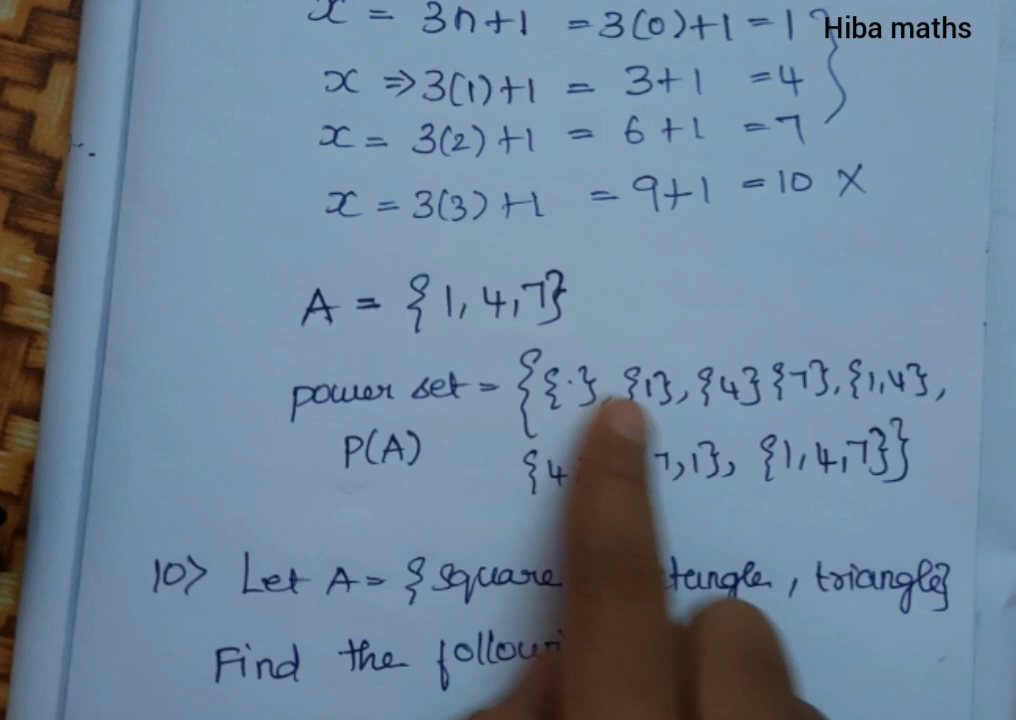 x = 3n+1 = 3(0)+1 = 1 }
Hiba maths
x ⇒ 3(1)+1 = 3+1 = 4
x = 3(2)+1 = 6+1 = 7
x = 3(3)+1 = 9+1 = 10 X
A = {1, 4, 7}
power set = {{·}, {1}, {4} {7}, {1,4},
P(A) {4 7,1}, {1,4,7}}
10> Let A = {square tangle, triangle}
Find the followi